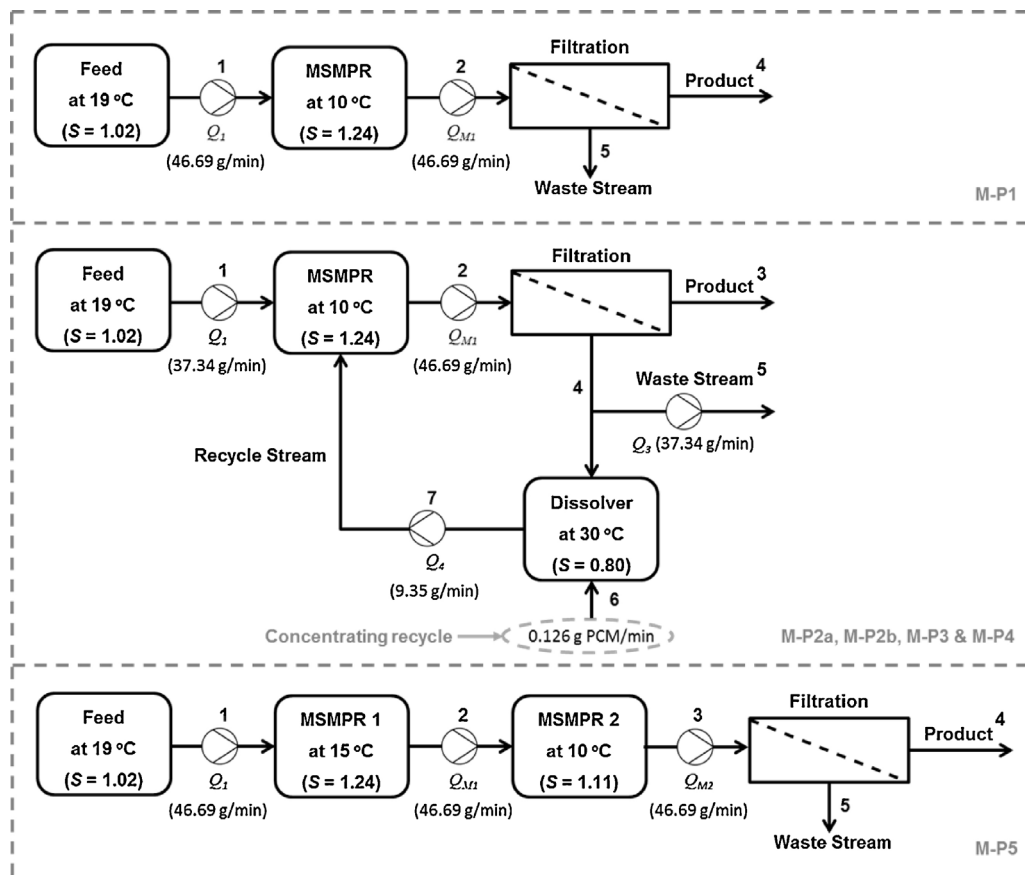 Feed
at 19 °C
(S = 1.02)
1
Q1
(46.69 g/min)
MSMPR
at 10 °C
(S = 1.24)
2
QM1
(46.69 g/min)
Filtration
Product 4
5
Waste Stream
M-P1
Feed
at 19 °C
(S = 1.02)
1
Q1
(37.34 g/min)
MSMPR
at 10 °C
(S = 1.24)
2
QM1
(46.69 g/min)
Filtration
Product 3
4
Waste Stream 5
Q3 (37.34 g/min)
Recycle Stream
7
Q4
(9.35 g/min)
Dissolver
at 30 °C
(S = 0.80)
6
Concentrating recycle
0.126 g PCM/min
M-P2a, M-P2b, M-P3 & M-P4
Feed
at 19 °C
(S = 1.02)
1
Q1
(46.69 g/min)
MSMPR 1
at 15 °C
(S = 1.24)
2
QM1
(46.69 g/min)
MSMPR 2
at 10 °C
(S = 1.11)
3
QM2
(46.69 g/min)
Filtration
Product 4
5
Waste Stream
M-P5